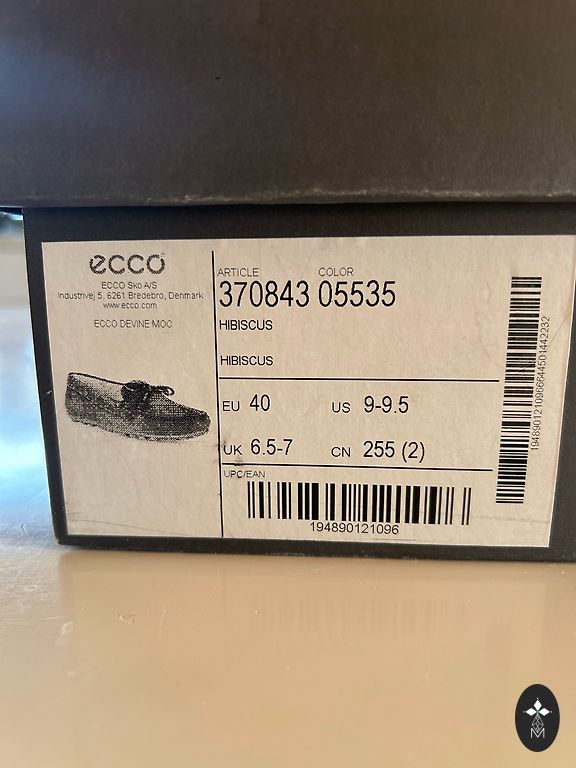 ecco
ECCO Sko A/S
Industrivej 5, 6261 Bredebro, Denmark
www.ecco.com
ECCO DEVINE MOC
ARTICLE COLOR
370843 05535
HIBISCUS
HIBISCUS
EU 40 US 9-9.5
UK 6.5-7 CN 255 (2)
UPC/EAN
194890121096
1948901210966644501442232
M